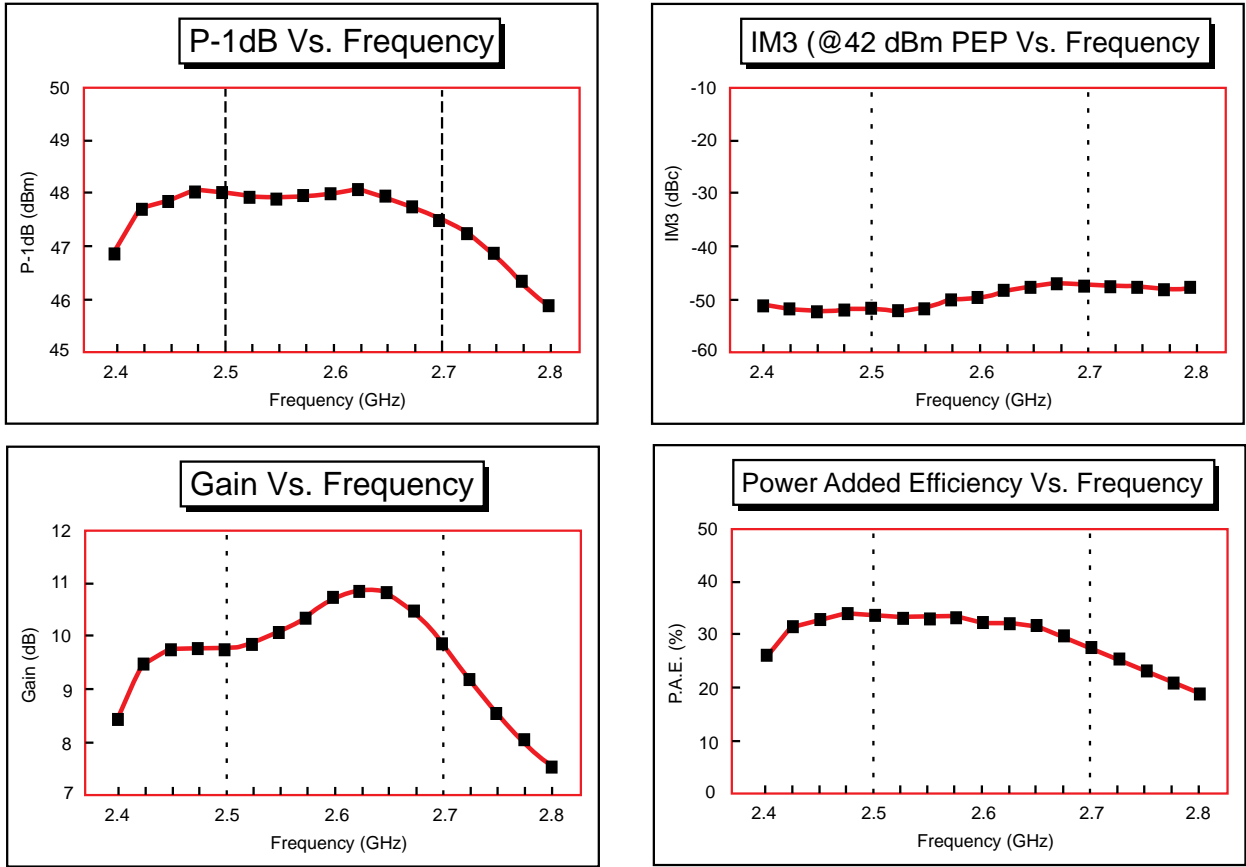 P-1dB Vs. Frequency
50
49
48
47
46
45
P-1dB (dBm)
2.4 2.5 2.6 2.7 2.8
Frequency (GHz)
IM3 (@42 dBm PEP Vs. Frequency
-10
-20
-30
-40
-50
-60
IM3 (dBc)
2.4 2.5 2.6 2.7 2.8
Frequency (GHz)
Gain Vs. Frequency
12
11
10
9
8
7
Gain (dB)
2.4 2.5 2.6 2.7 2.8
Frequency (GHz)
Power Added Efficiency Vs. Frequency
50
40
30
20
10
0
P.A.E. (%)
2.4 2.5 2.6 2.7 2.8
Frequency (GHz)